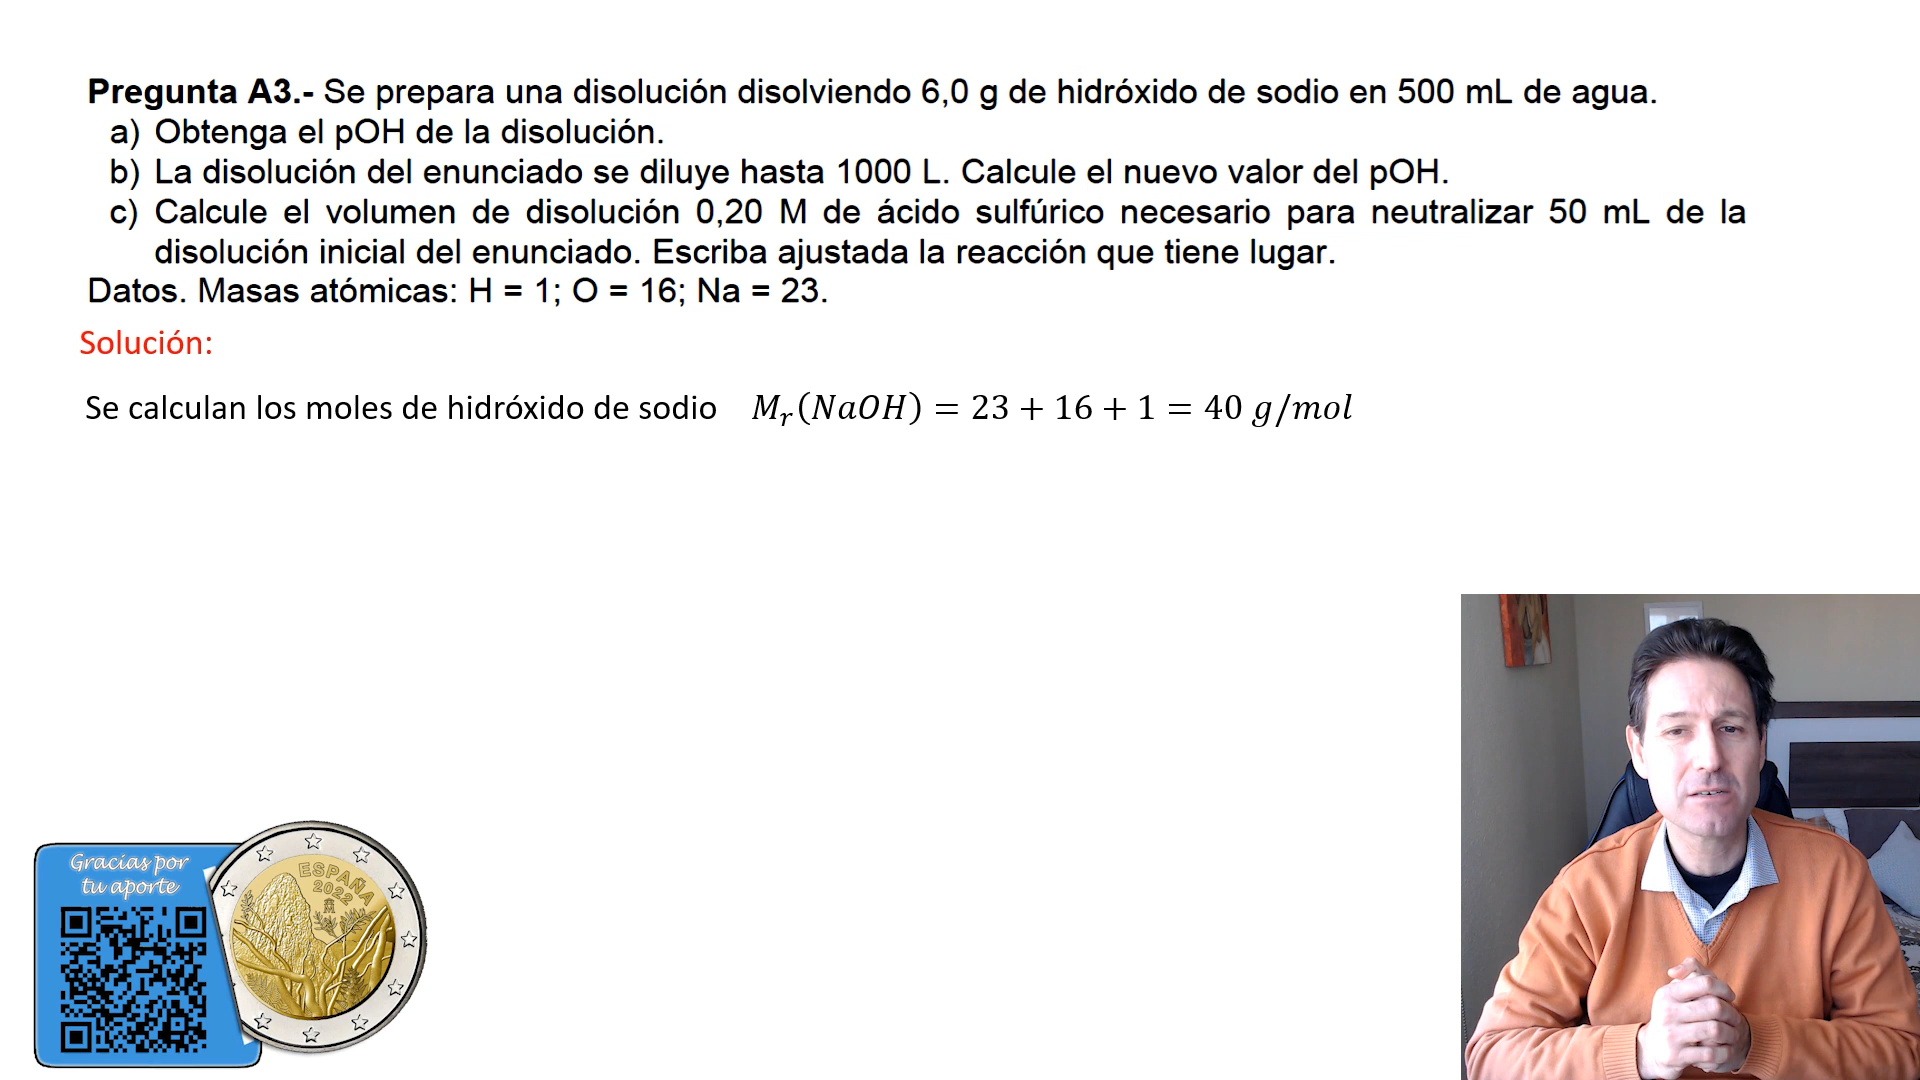 Pregunta A3.- Se prepara una disolución disolviendo 6,0 g de hidróxido de sodio en 500 mL de agua.
a) Obtenga el pOH de la disolución.
b) La disolución del enunciado se diluye hasta 1000 L. Calcule el nuevo valor del pOH.
c) Calcule el volumen de disolución 0,20 M de ácido sulfúrico necesario para neutralizar 50 mL de la
disolución inicial del enunciado. Escriba ajustada la reacción que tiene lugar.
Datos. Masas atómicas: H = 1; O = 16; Na = 23.
Solución:
Se calculan los moles de hidróxido de sodio Mᵣ(NaOH) = 23 + 16 + 1 = 40 g/mol
Gracias por
tu aporte
ESPAÑA
2022